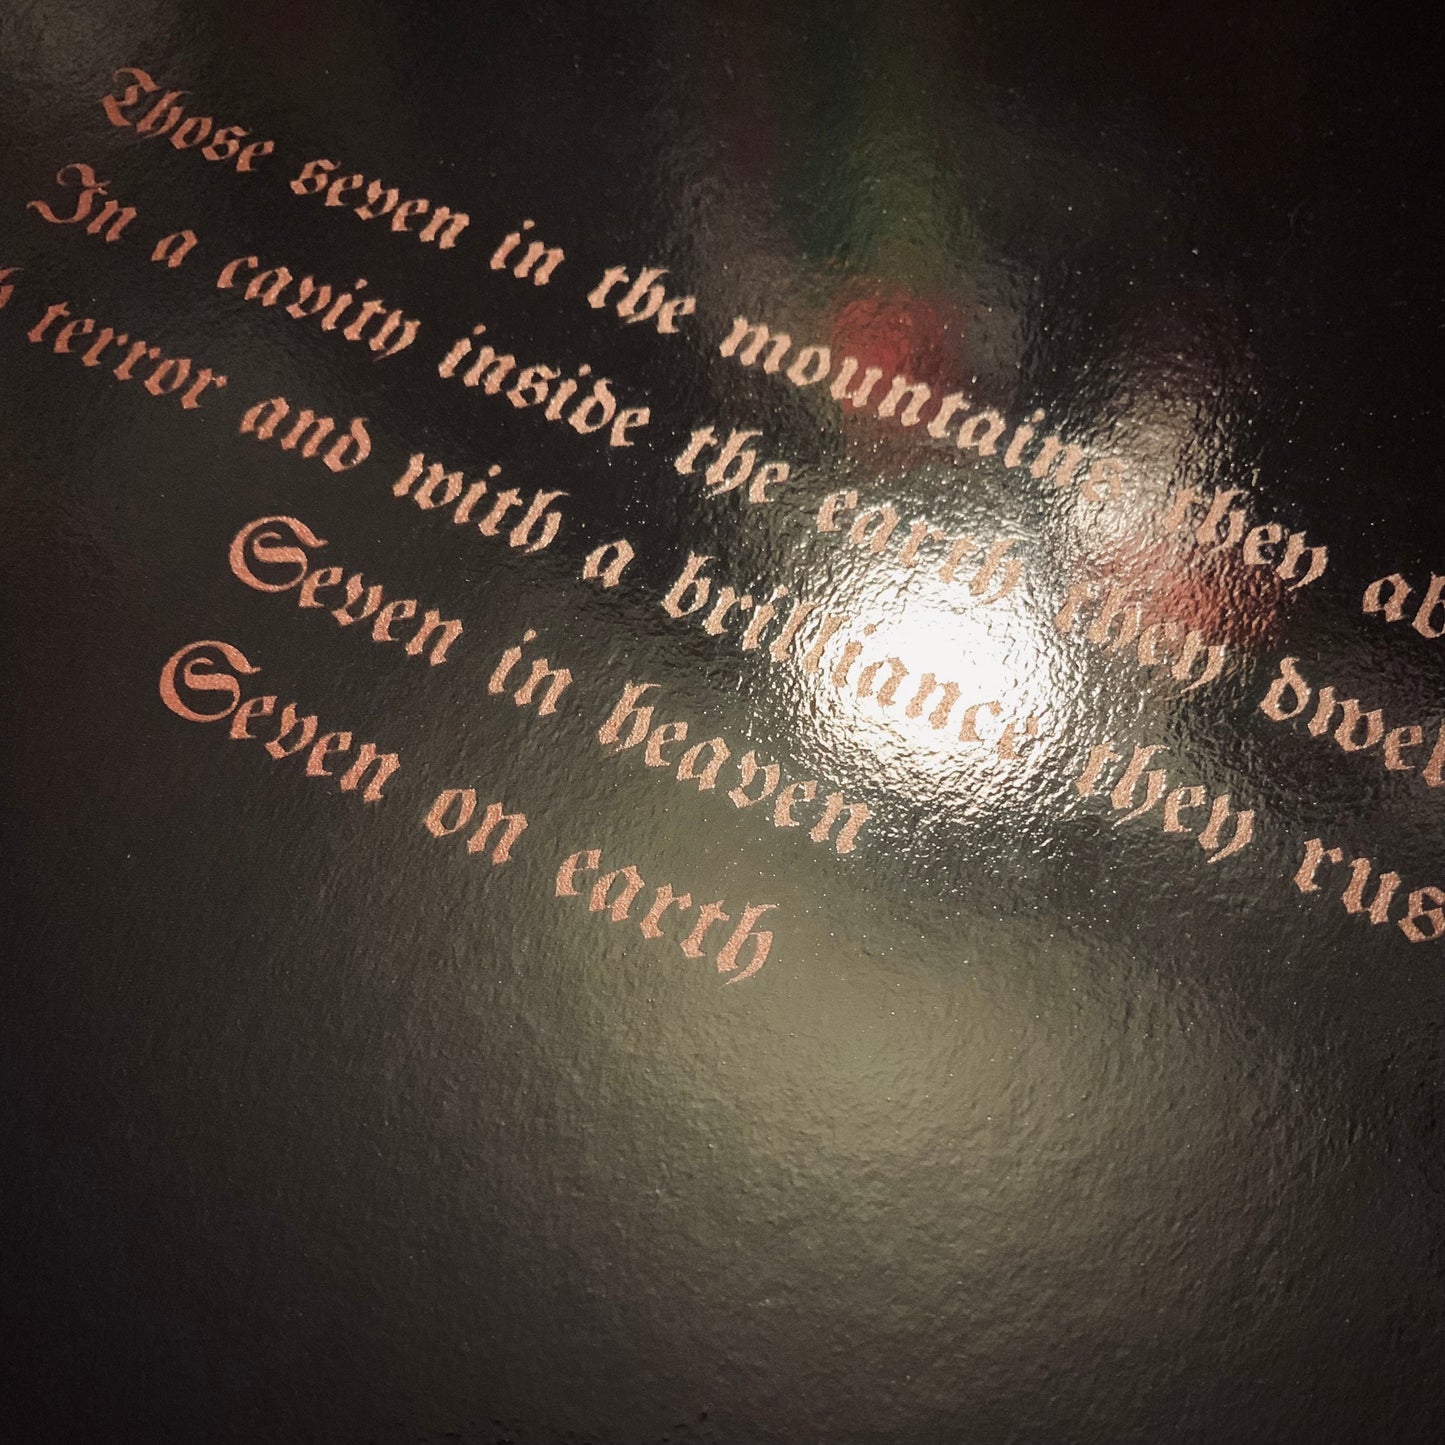 Those seven in the mountains they
In a cavity inside the earth they
terror and with a brilliance they
Seven in heaven
Seven on earth